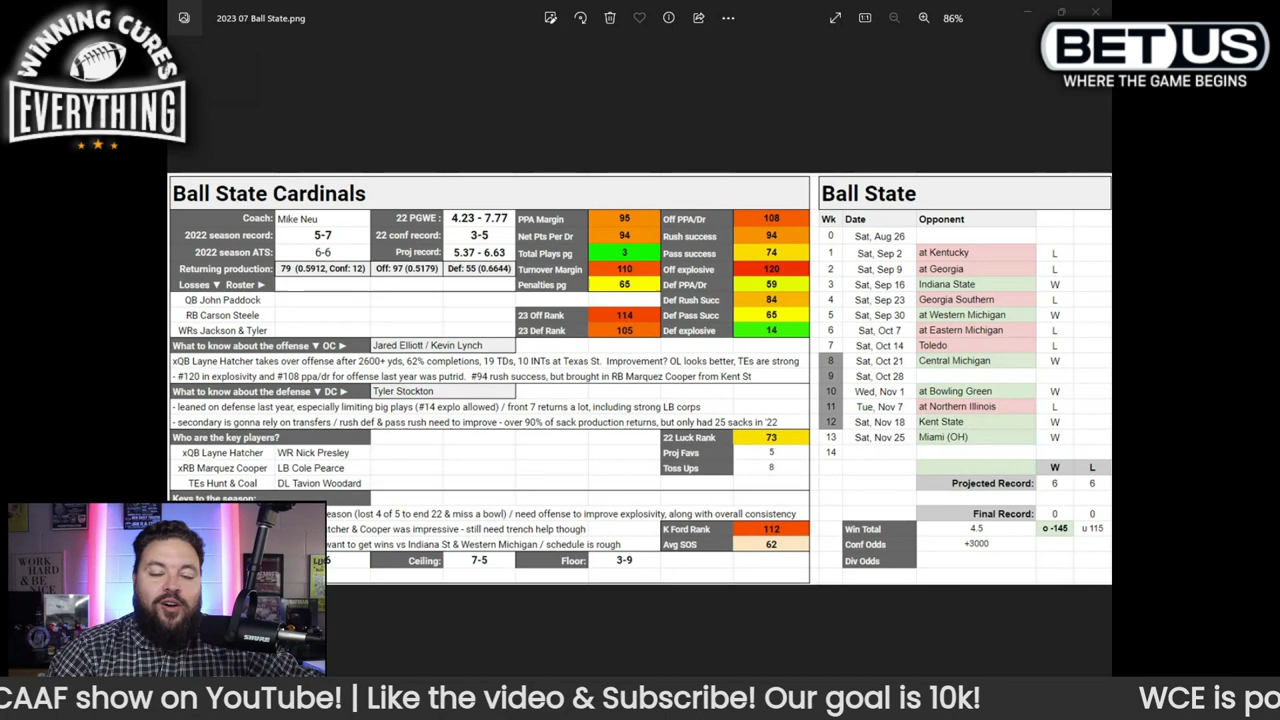 2023 07 Ball State.png
86%
WINNING CURES
EVERYTHING
BETUS
WHERE THE GAME BEGINS
Ball State Cardinals
Coach: Mike Neu 22 PGWE : 4.23 - 7.77 PPA Margin 95 Off PPA/Dr 108
2022 season record: 5-7 22 conf record: 3-5 Net Pts Per Dr 94 Rush success 94
2022 season ATS: 6-6 Proj record: 5.37 - 6.63 Total Plays pg 3 Pass success 74
Returning production: 79 (0.5912, Conf: 12) Off: 97 (0.5179) Def: 55 (0.6644) Turnover Margin 110 Off explosive 120
Losses ▼ Roster ► Penalties pg 65 Def PPA/Dr 59
QB John Paddock Def Rush Succ 84
RB Carson Steele 23 Off Rank 114 Def Pass Succ 65
WRs Jackson & Tyler 23 Def Rank 105 Def explosive 14
What to know about the offense ▼ OC ► Jared Elliott / Kevin Lynch
xQB Layne Hatcher takes over offense after 2600+ yds, 62% completions, 19 TDs, 10 INTs at Texas St. Improvement? OL looks better, TEs are strong
- #120 in explosivity and #108 ppa/dr for offense last year was putrid. #94 rush success, but brought in RB Marquez Cooper from Kent St
What to know about the defense ▼ DC ► Tyler Stockton
- leaned on defense last year, especially limiting big plays (#14 explo allowed) / front 7 returns a lot, including strong LB corps
- secondary is gonna rely on transfers / rush def & pass rush need to improve - over 90% of sack production returns, but only had 25 sacks in '22
Who are the key players? 22 Luck Rank 73
xQB Layne Hatcher WR Nick Presley Proj Favs 5
xRB Marquez Cooper LB Cole Pearce Toss Ups 8
TEs Hunt & Coal DL Tavion Woodard
Keys to the season:
eason (lost 4 of 5 to end 22 & miss a bowl) / need offense to improve explosivity, along with overall consistency
tcher & Cooper was impressive - still need trench help though K Ford Rank 112
want to get wins vs Indiana St & Western Michigan / schedule is rough Avg SOS 62
Ceiling: 7-5 Floor: 3-9
Ball State
Wk Date Opponent
0 Sat, Aug 26
1 Sat, Sep 2 at Kentucky L
2 Sat, Sep 9 at Georgia L
3 Sat, Sep 16 Indiana State W
4 Sat, Sep 23 Georgia Southern L
5 Sat, Sep 30 at Western Michigan W
6 Sat, Oct 7 at Eastern Michigan L
7 Sat, Oct 14 Toledo L
8 Sat, Oct 21 Central Michigan W
9 Sat, Oct 28
10 Wed, Nov 1 at Bowling Green W
11 Tue, Nov 7 at Northern Illinois L
12 Sat, Nov 18 Kent State W
13 Sat, Nov 25 Miami (OH) W
14
W L
Projected Record: 6 6
Final Record: 0 0
Win Total 4.5 o -145 u 115
Conf Odds +3000
Div Odds
WORK HARD & BE NICE
SHURE
CAAF show on YouTube! | Like the video & Subscribe! Our goal is 10k! WCE is po